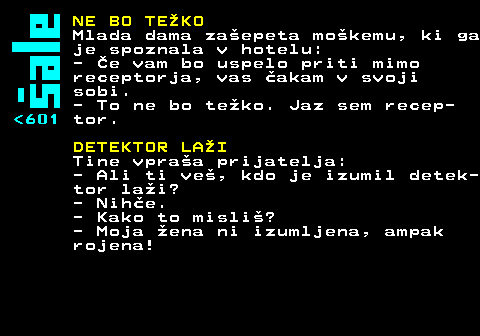 Šale
<601
NE BO TEŽKO
Mlada dama zašepeta moškemu, ki ga
je spoznala v hotelu:
- Če vam bo uspelo priti mimo
receptorja, vas čakam v svoji
sobi.
- To ne bo težko. Jaz sem recep-
tor.
DETEKTOR LAŽI
Tine vpraša prijatelja:
- Ali ti veš, kdo je izumil detek-
tor laži?
- Nihče.
- Kako to misliš?
- Moja žena ni izumljena, ampak
rojena!